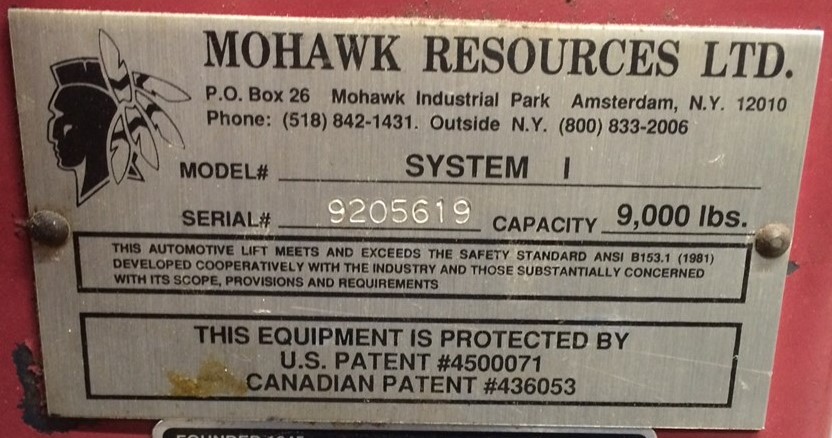 MOHAWK RESOURCES LTD.
P.O. Box 26 Mohawk Industrial Park Amsterdam, N.Y. 12010
Phone: (518) 842-1431. Outside N.Y. (800) 833-2006
MODEL# SYSTEM I
SERIAL# 9205619 CAPACITY 9,000 lbs.
THIS AUTOMOTIVE LIFT MEETS AND EXCEEDS THE SAFETY STANDARD ANSI B153.1 (1981)
DEVELOPED COOPERATIVELY WITH THE INDUSTRY AND THOSE SUBSTANTIALLY CONCERNED
WITH ITS SCOPE, PROVISIONS AND REQUIREMENTS
THIS EQUIPMENT IS PROTECTED BY
U.S. PATENT #4500071
CANADIAN PATENT #436053